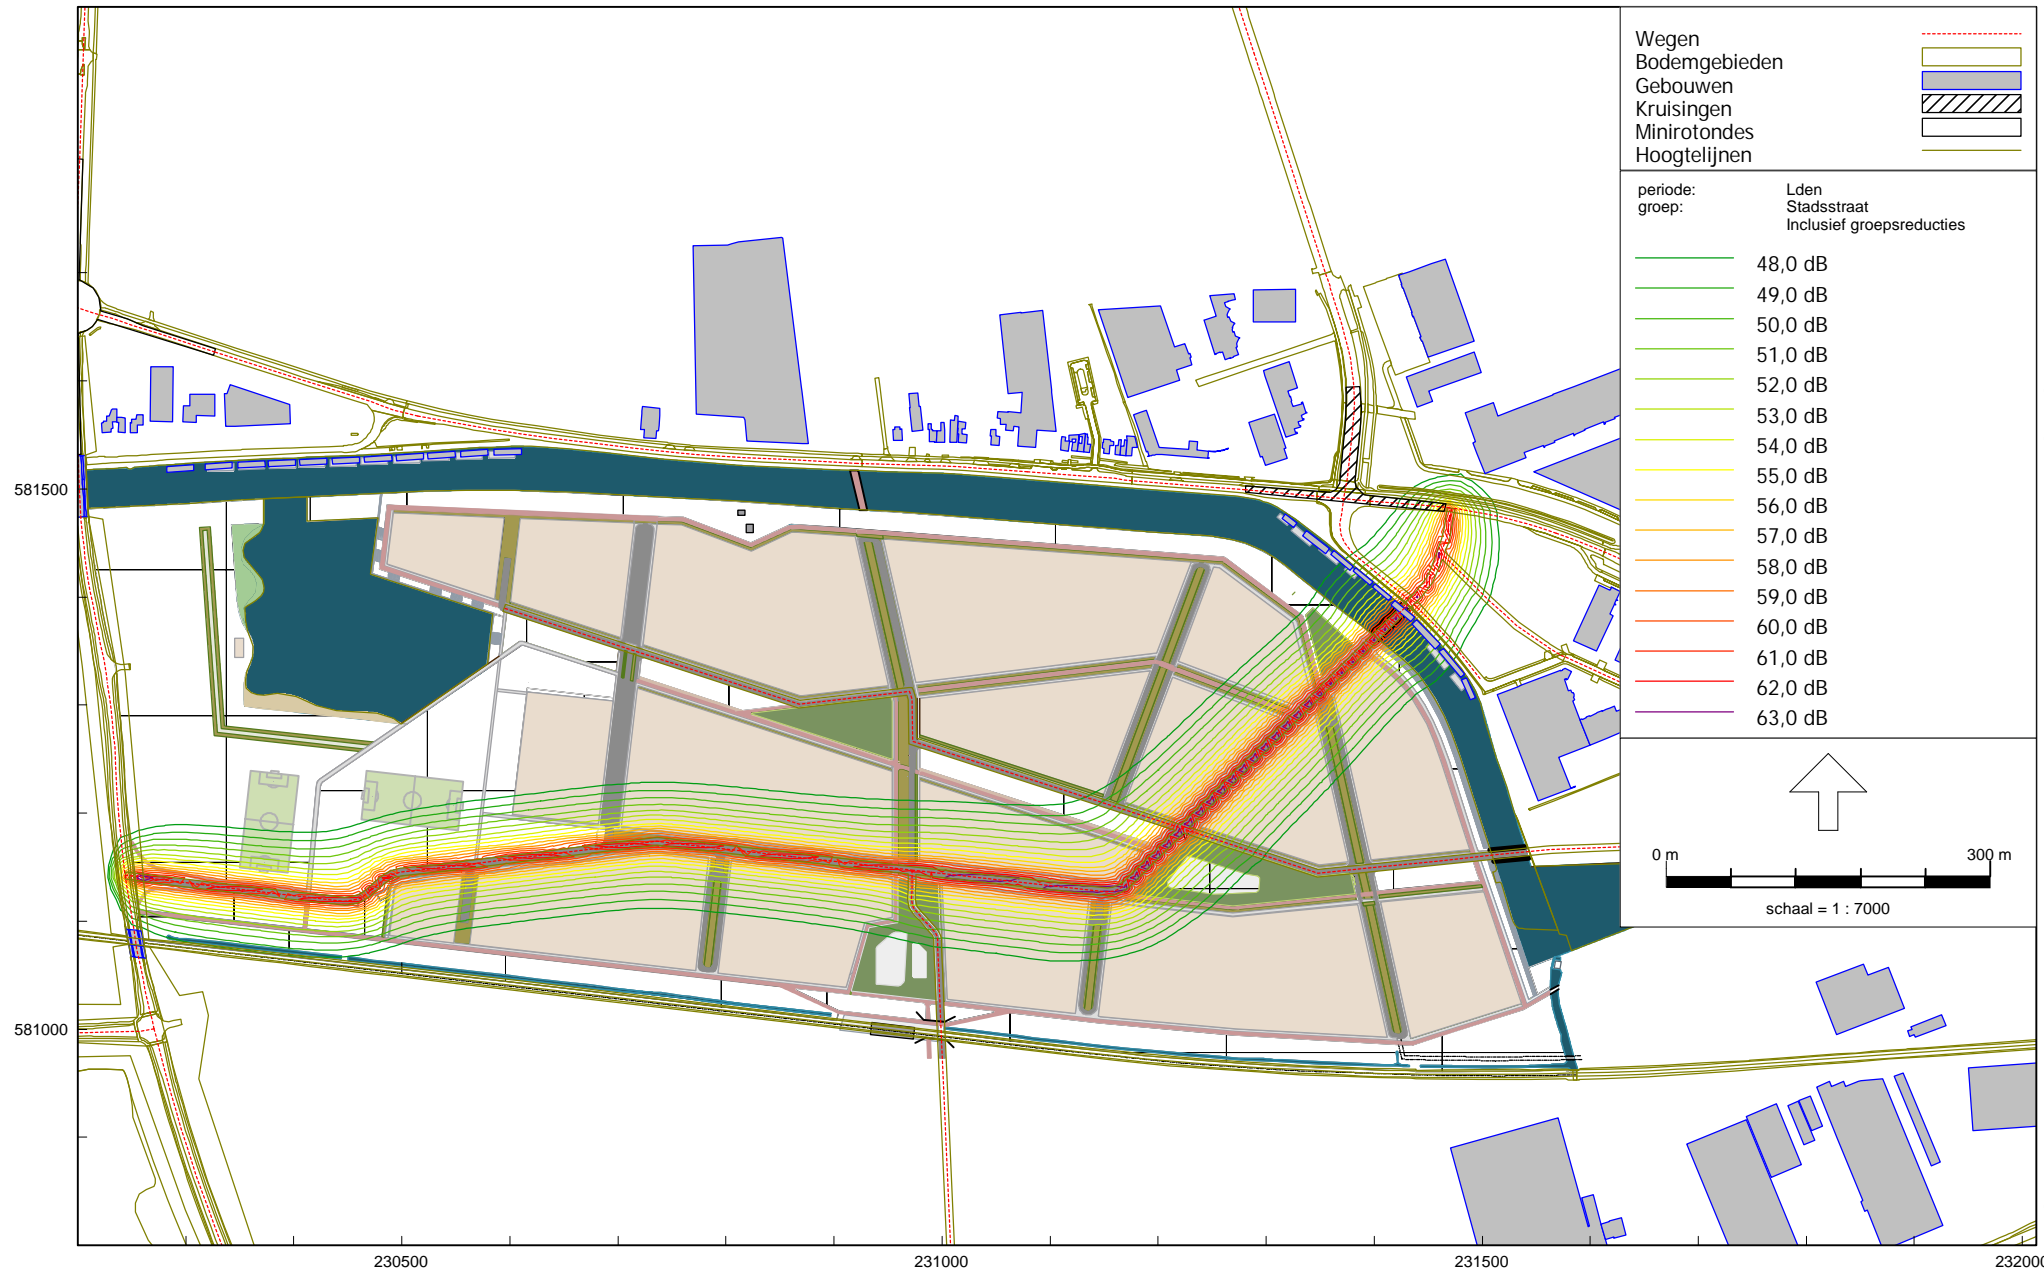 Wegen
Bodemgebieden
Gebouwen
Kruisingen
Minirotondes
Hoogtelijnen
periode: Lden
groep: Stadsstraat
Inclusief groepsreducties
48,0 dB
49,0 dB
50,0 dB
51,0 dB
52,0 dB
53,0 dB
54,0 dB
55,0 dB
56,0 dB
57,0 dB
58,0 dB
59,0 dB
60,0 dB
61,0 dB
62,0 dB
63,0 dB
0 m 300 m
schaal = 1 : 7000
581500
581000
230500 231000 231500 232000